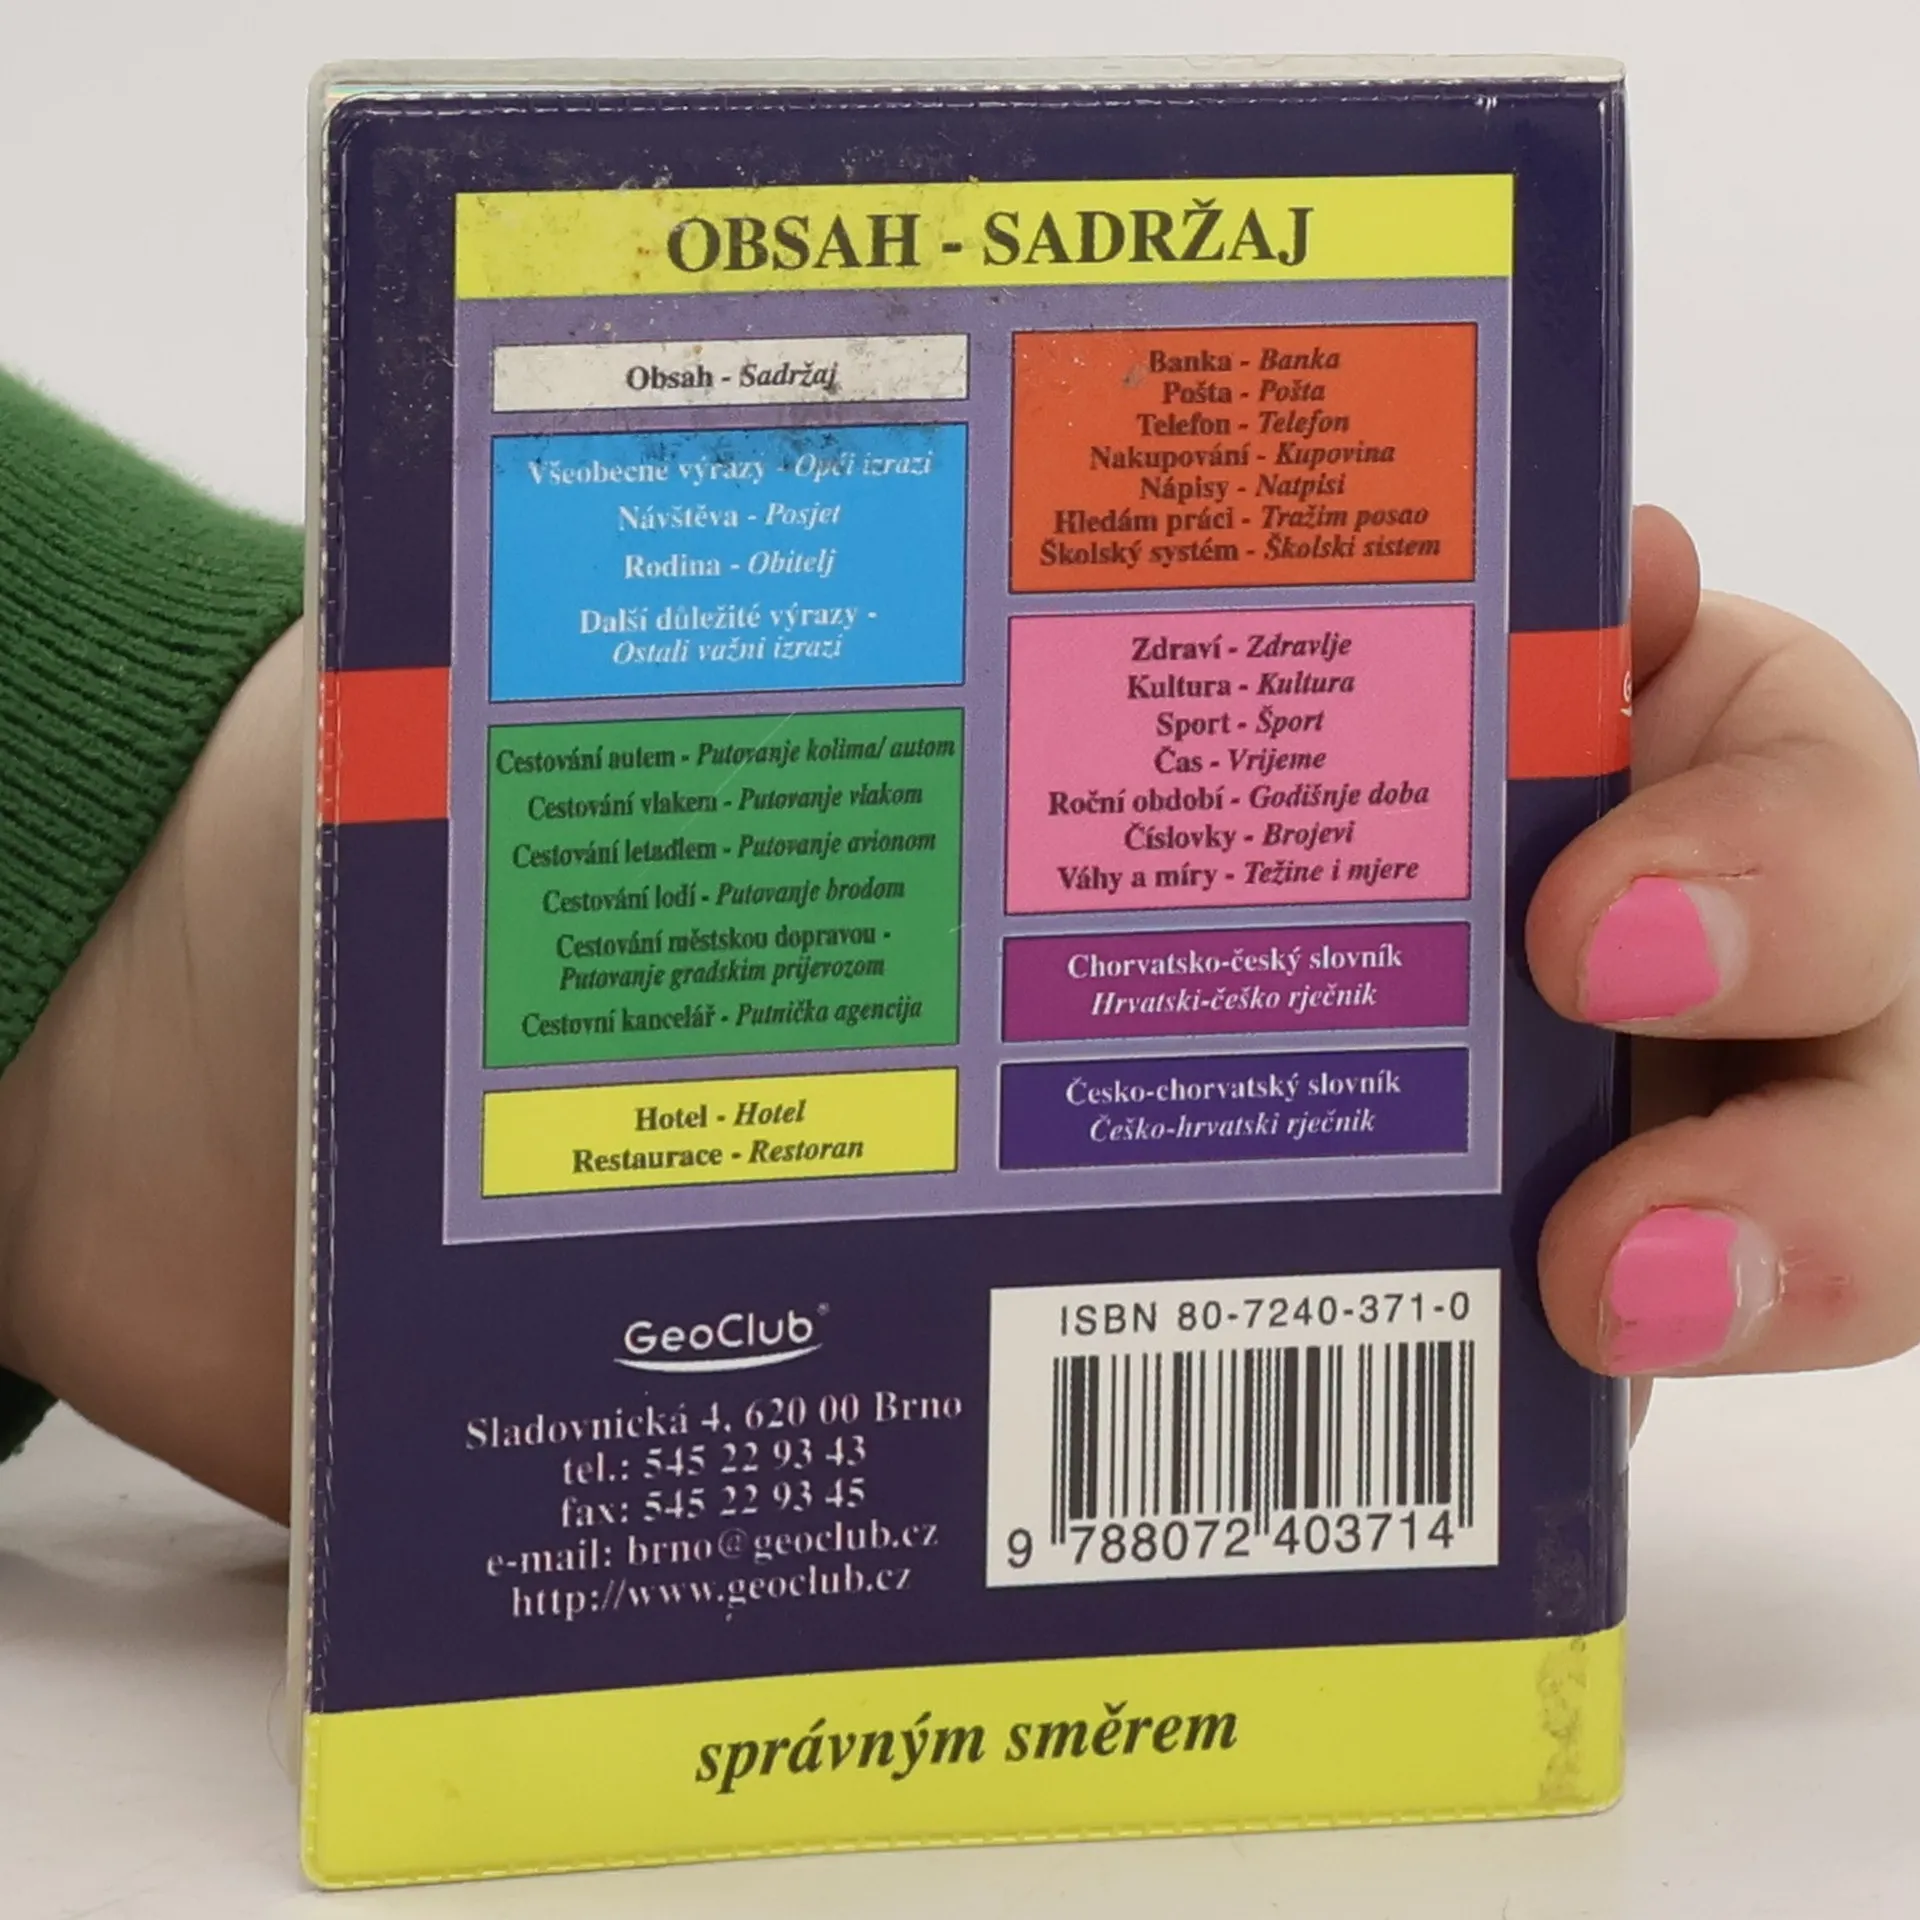 OBSAH - SADRŽAJ
Obsah - Sadržaj
Všeobecné výrazy - Opći izrazi
Návštěva - Posjet
Rodina - Obitelj
Další důležité výrazy -
Ostali važni izrazi
Cestování autem - Putovanje kolima/ autom
Cestování vlakem - Putovanje vlakom
Cestování letadlem - Putovanje avionom
Cestování lodí - Putovanje brodom
Cestování městskou dopravou -
Putovanje gradskim prijevozom
Cestovní kancelář - Putnička agencija
Hotel - Hotel
Restaurace - Restoran
Banka - Banka
Pošta - Pošta
Telefon - Telefon
Nakupování - Kupovina
Nápisy - Natpisi
Hledám práci - Tražim posao
Školský systém - Školski sistem
Zdraví - Zdravlje
Kultura - Kultura
Sport - Šport
Čas - Vrijeme
Roční období - Godišnje doba
Číslovky - Brojevi
Váhy a míry - Težine i mjere
Chorvatsko-český slovník
Hrvatski-češko rječnik
Česko-chorvatský slovník
Češko-hrvatski rječnik
GeoClub®
Sladovnická 4, 620 00 Brno
tel.: 545 22 93 43
fax: 545 22 93 45
e-mail: brno@geoclub.cz
http://www.geoclub.cz
ISBN 80-7240-371-0
9 788072 403714
správným směrem